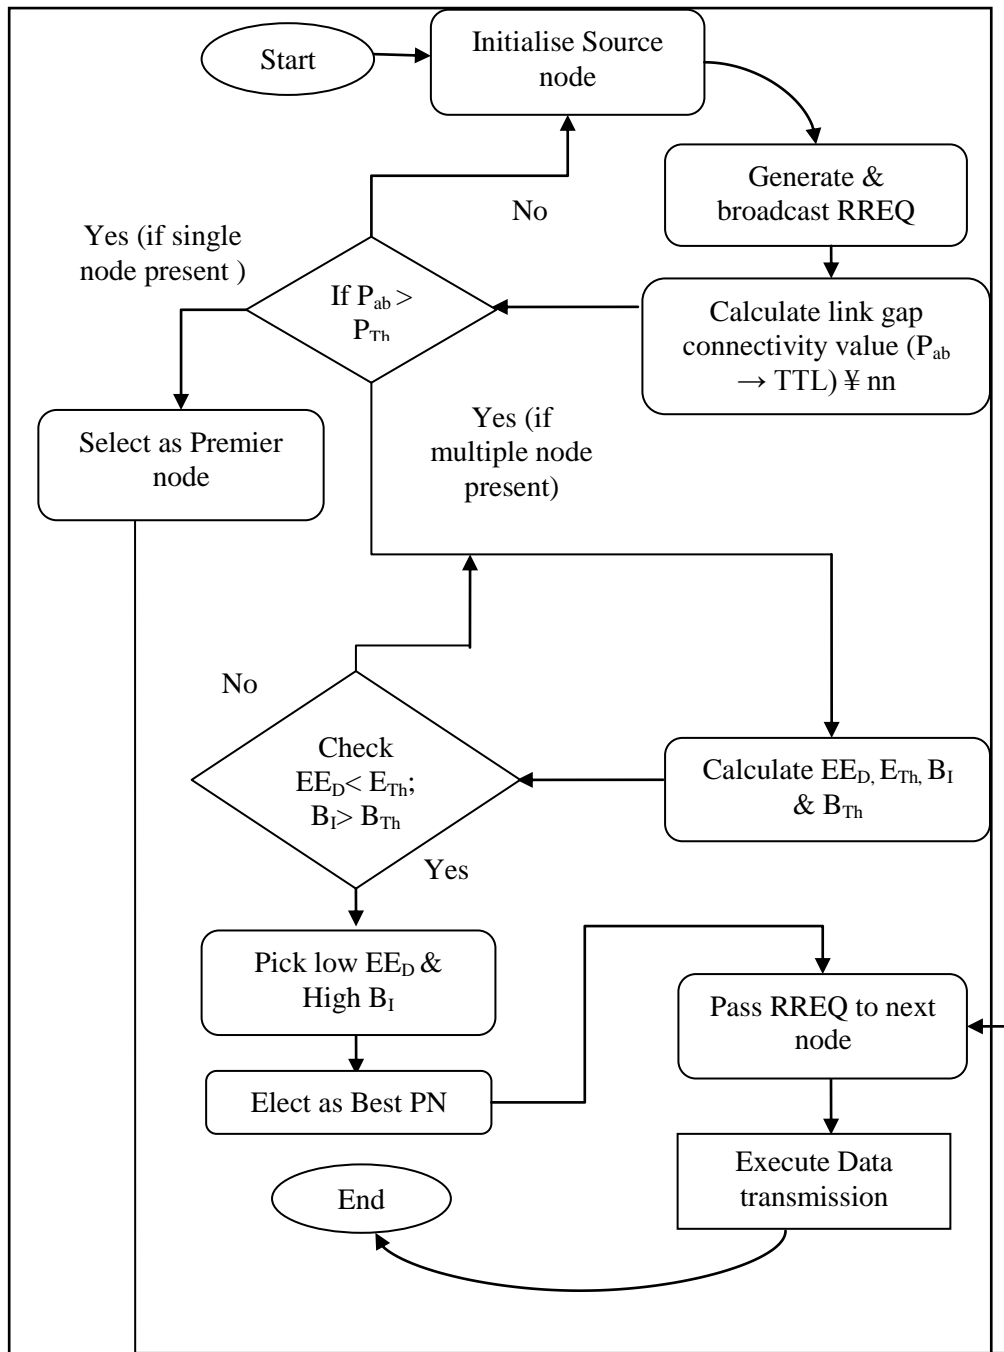 Start
Initialise Source
node
Generate &
broadcast RREQ
No
Yes (if single
node present )
If Pab >
PTh
Calculate link gap
connectivity value (Pab
→ TTL) ¥ nn
Select as Premier
node
Yes (if
multiple node
present)
No
Check
EED< ETh;
BI> BTh
Calculate EED, ETh, BI
& BTh
Yes
Pick low EED &
High BI
Pass RREQ to next
node
Elect as Best PN
Execute Data
transmission
End